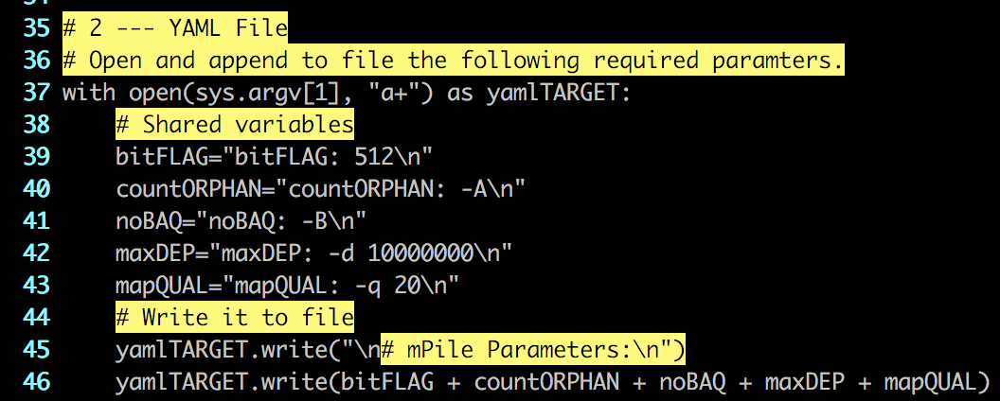 35 # 2 --- YAML File
36 # Open and append to file the following required paramters.
37 with open(sys.argv[1], "a+") as yamlTARGET:
38     # Shared variables
39     bitFLAG="bitFLAG: 512\n"
40     countORPHAN="countORPHAN: -A\n"
41     noBAQ="noBAQ: -B\n"
42     maxDEP="maxDEP: -d 10000000\n"
43     mapQUAL="mapQUAL: -q 20\n"
44     # Write it to file
45     yamlTARGET.write("\n# mPile Parameters:\n")
46     yamlTARGET.write(bitFLAG + countORPHAN + noBAQ + maxDEP + mapQUAL)